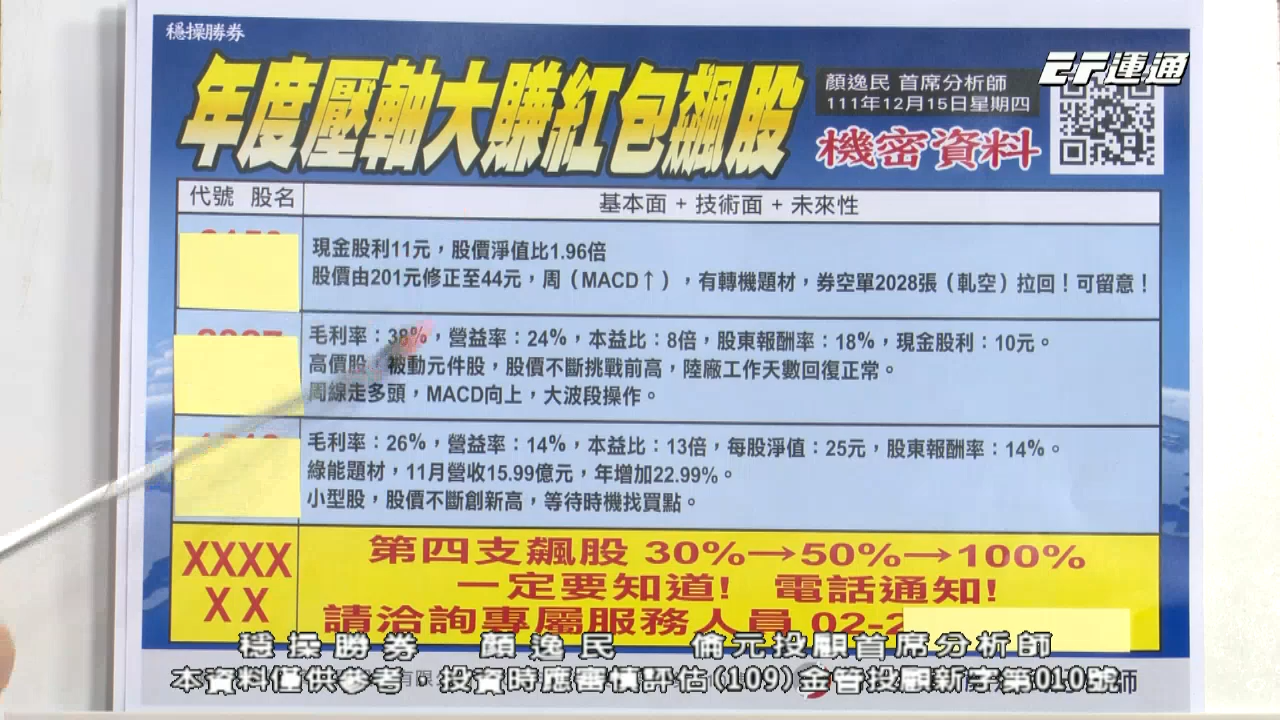 穩操勝券
年度壓軸大賺紅包飆股
顏逸民 首席分析師
111年12月15日星期四
機密資料
EF運通
代號 股名
基本面 + 技術面 + 未來性
現金股利11元，股價淨值比1.96倍
股價由201元修正至44元，周（MACD↑），有轉機題材，券空單2028張（軋空）拉回！可留意！
毛利率：38%，營益率：24%，本益比：8倍，股東報酬率：18%，現金股利：10元。
高價股，被動元件股，股價不斷挑戰前高，陸廠工作天數回復正常。
周線走多頭，MACD向上，大波段操作。
毛利率：26%，營益率：14%，本益比：13倍，每股淨值：25元，股東報酬率：14%。
綠能題材，11月營收15.99億元，年增加22.99%。
小型股，股價不斷創新高，等待時機找買點。
XXXX
XX
第四支飆股 30%→50%→100%
一定要知道! 電話通知!
請洽詢專屬服務人員 02-2
穩操勝券 顏逸民 倫元投顧首席分析師
本資料僅供參考 投資時應審慎評估(109)金管投顧新字第010號
師